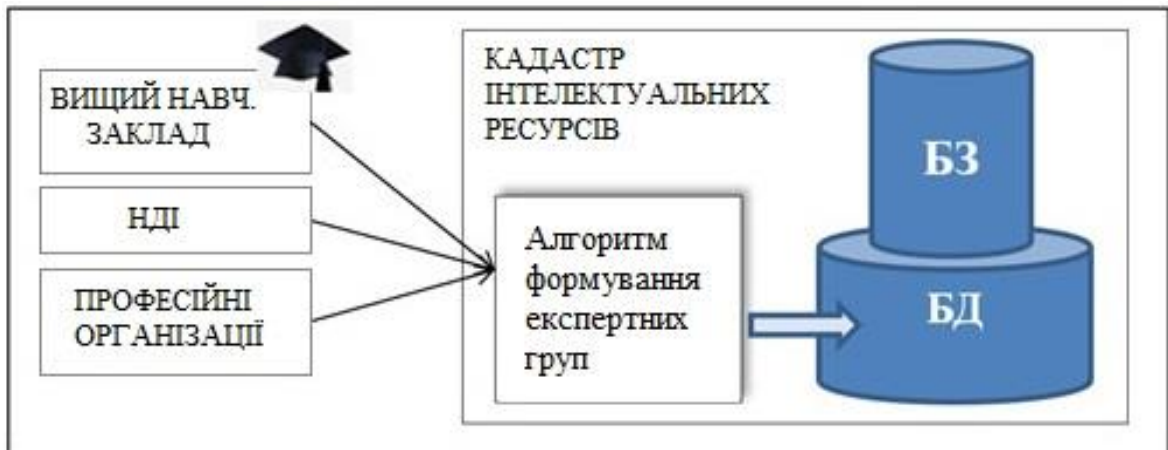 ВИЩИЙ НАВЧ.
ЗАКЛАД
НДІ
ПРОФЕСІЙНІ
ОРГАНІЗАЦІЇ
КАДАСТР
ІНТЕЛЕКТУАЛЬНИХ
РЕСУРСІВ
Алгоритм
формування
експертних
груп
БЗ
БД